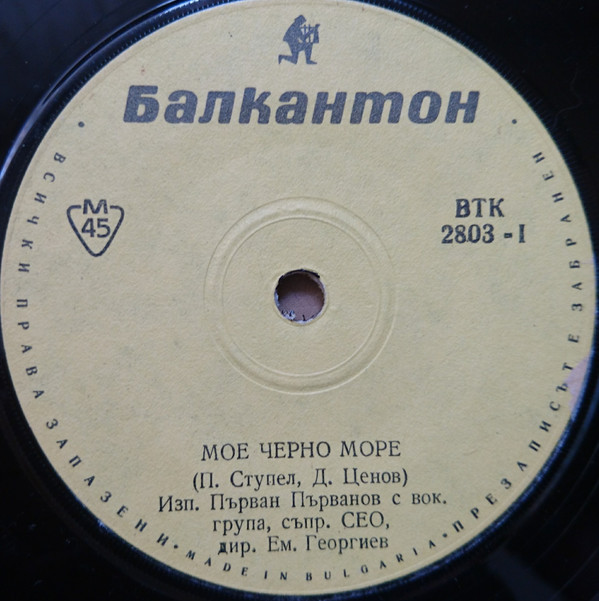 Балкантон
М
45
ВТК
2803 - I
МОЕ ЧЕРНО МОРЕ
(П. Ступел, Д. Ценов)
Изп. Първан Първанов с вок.
група, съпр. СЕО,
дир. Ем. Георгиев
• ВСИЧКИ ПРАВА ЗАПАЗЕНИ • MADE IN BULGARIA • ПРЕЗАПИСЪТ Е ЗАБРАНЕН •